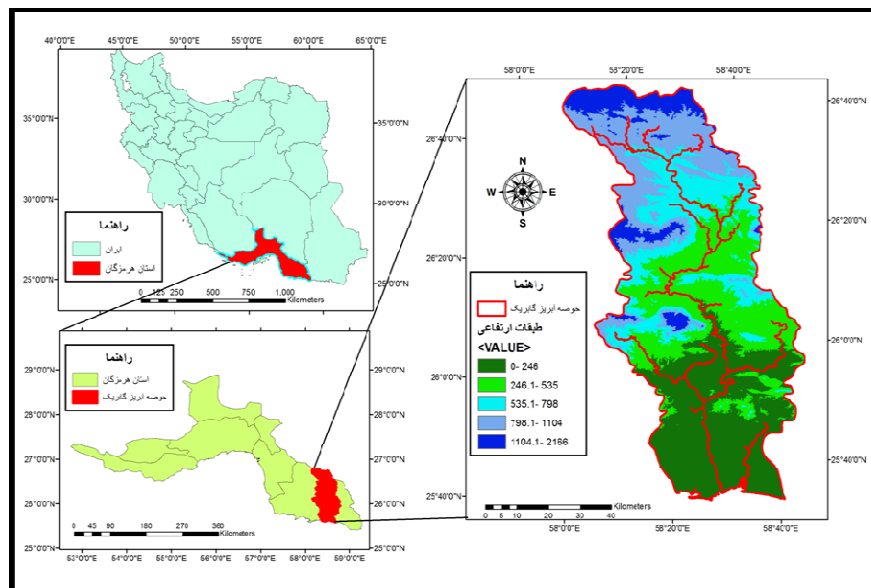 40°0'0"E 45°0'0"E 50°0'0"E 55°0'0"E 60°0'0"E 65°0'0"E
35°0'0"N
30°0'0"N
25°0'0"N
35°0'0"N
30°0'0"N
25°0'0"N
راهنما
ایران
استان هرمزگان
0 125 250 500 750 1,000
Kilometers
29°0'0"N
28°0'0"N
27°0'0"N
26°0'0"N
25°0'0"N
29°0'0"N
28°0'0"N
27°0'0"N
26°0'0"N
25°0'0"N
راهنما
استان هرمزگان
حوضه آبریز گابریک
0 45 90 180 270 360
Kilometers
53°0'0"E 54°0'0"E 55°0'0"E 56°0'0"E 57°0'0"E 58°0'0"E 59°0'0"E
58°0'0"E 58°20'0"E 58°40'0"E
26°40'0"N
26°20'0"N
26°0'0"N
25°40'0"N
26°40'0"N
26°20'0"N
26°0'0"N
25°40'0"N
N
W E
S
راهنما
حوضه آبریز گابریک
طبقات ارتفاعی
<VALUE>
0- 246
246.1- 535
535.1- 798
798.1- 1104
1104.1- 2166
0 5 10 20 30 40
Kilometers
58°0'0"E 58°20'0"E 58°40'0"E